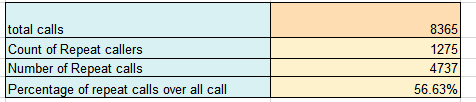 total calls 8365
Count of Repeat callers 1275
Number of Repeat calls 4737
Percentage of repeat calls over all call 56.63%